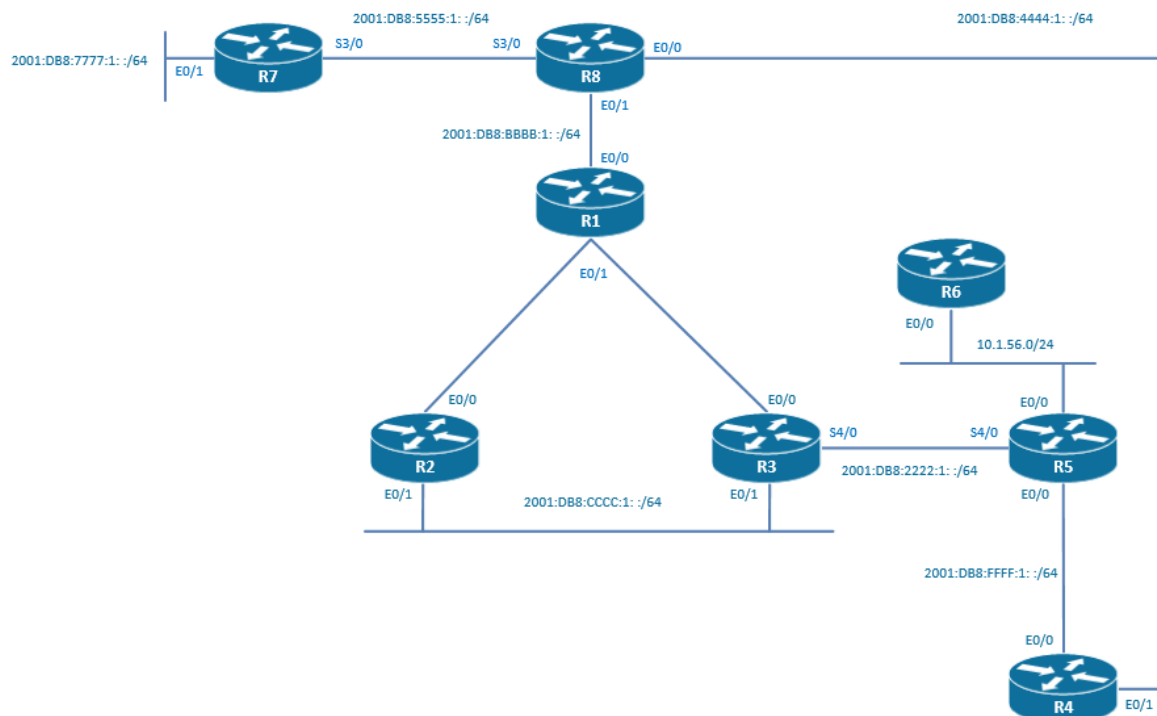 2001:DB8:5555:1: :/64
2001:DB8:4444:1: :/64
S3/0
S3/0
E0/0
2001:DB8:7777:1: :/64
E0/1
R7
R8
E0/1
2001:DB8:BBBB:1: :/64
E0/0
R1
E0/1
R6
E0/0
10.1.56.0/24
E0/0
E0/0
E0/0
S4/0
S4/0
R2
R3
R5
2001:DB8:2222:1: :/64
E0/1
E0/1
E0/0
2001:DB8:CCCC:1: :/64
2001:DB8:FFFF:1: :/64
E0/0
R4
E0/1